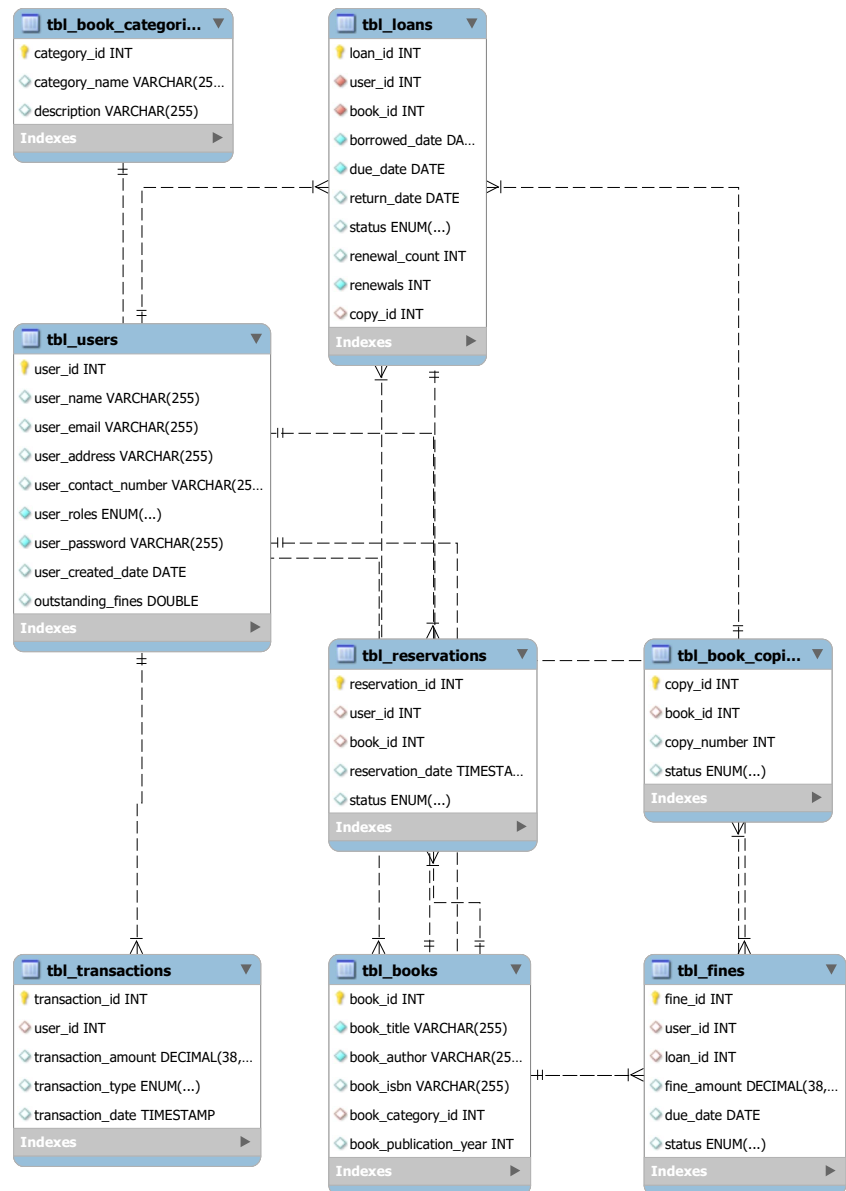 tbl_book_categori...
category_id INT
category_name VARCHAR(25...
description VARCHAR(255)
Indexes
tbl_loans
loan_id INT
user_id INT
book_id INT
borrowed_date DA...
due_date DATE
return_date DATE
status ENUM(...)
renewal_count INT
renewals INT
copy_id INT
Indexes
tbl_users
user_id INT
user_name VARCHAR(255)
user_email VARCHAR(255)
user_address VARCHAR(255)
user_contact_number VARCHAR(25...
user_roles ENUM(...)
user_password VARCHAR(255)
user_created_date DATE
outstanding_fines DOUBLE
Indexes
tbl_reservations
reservation_id INT
user_id INT
book_id INT
reservation_date TIMESTA...
status ENUM(...)
Indexes
tbl_book_copi...
copy_id INT
book_id INT
copy_number INT
status ENUM(...)
Indexes
tbl_transactions
transaction_id INT
user_id INT
transaction_amount DECIMAL(38,...
transaction_type ENUM(...)
transaction_date TIMESTAMP
Indexes
tbl_books
book_id INT
book_title VARCHAR(255)
book_author VARCHAR(25...
book_isbn VARCHAR(255)
book_category_id INT
book_publication_year INT
Indexes
tbl_fines
fine_id INT
user_id INT
loan_id INT
fine_amount DECIMAL(38,...
due_date DATE
status ENUM(...)
Indexes